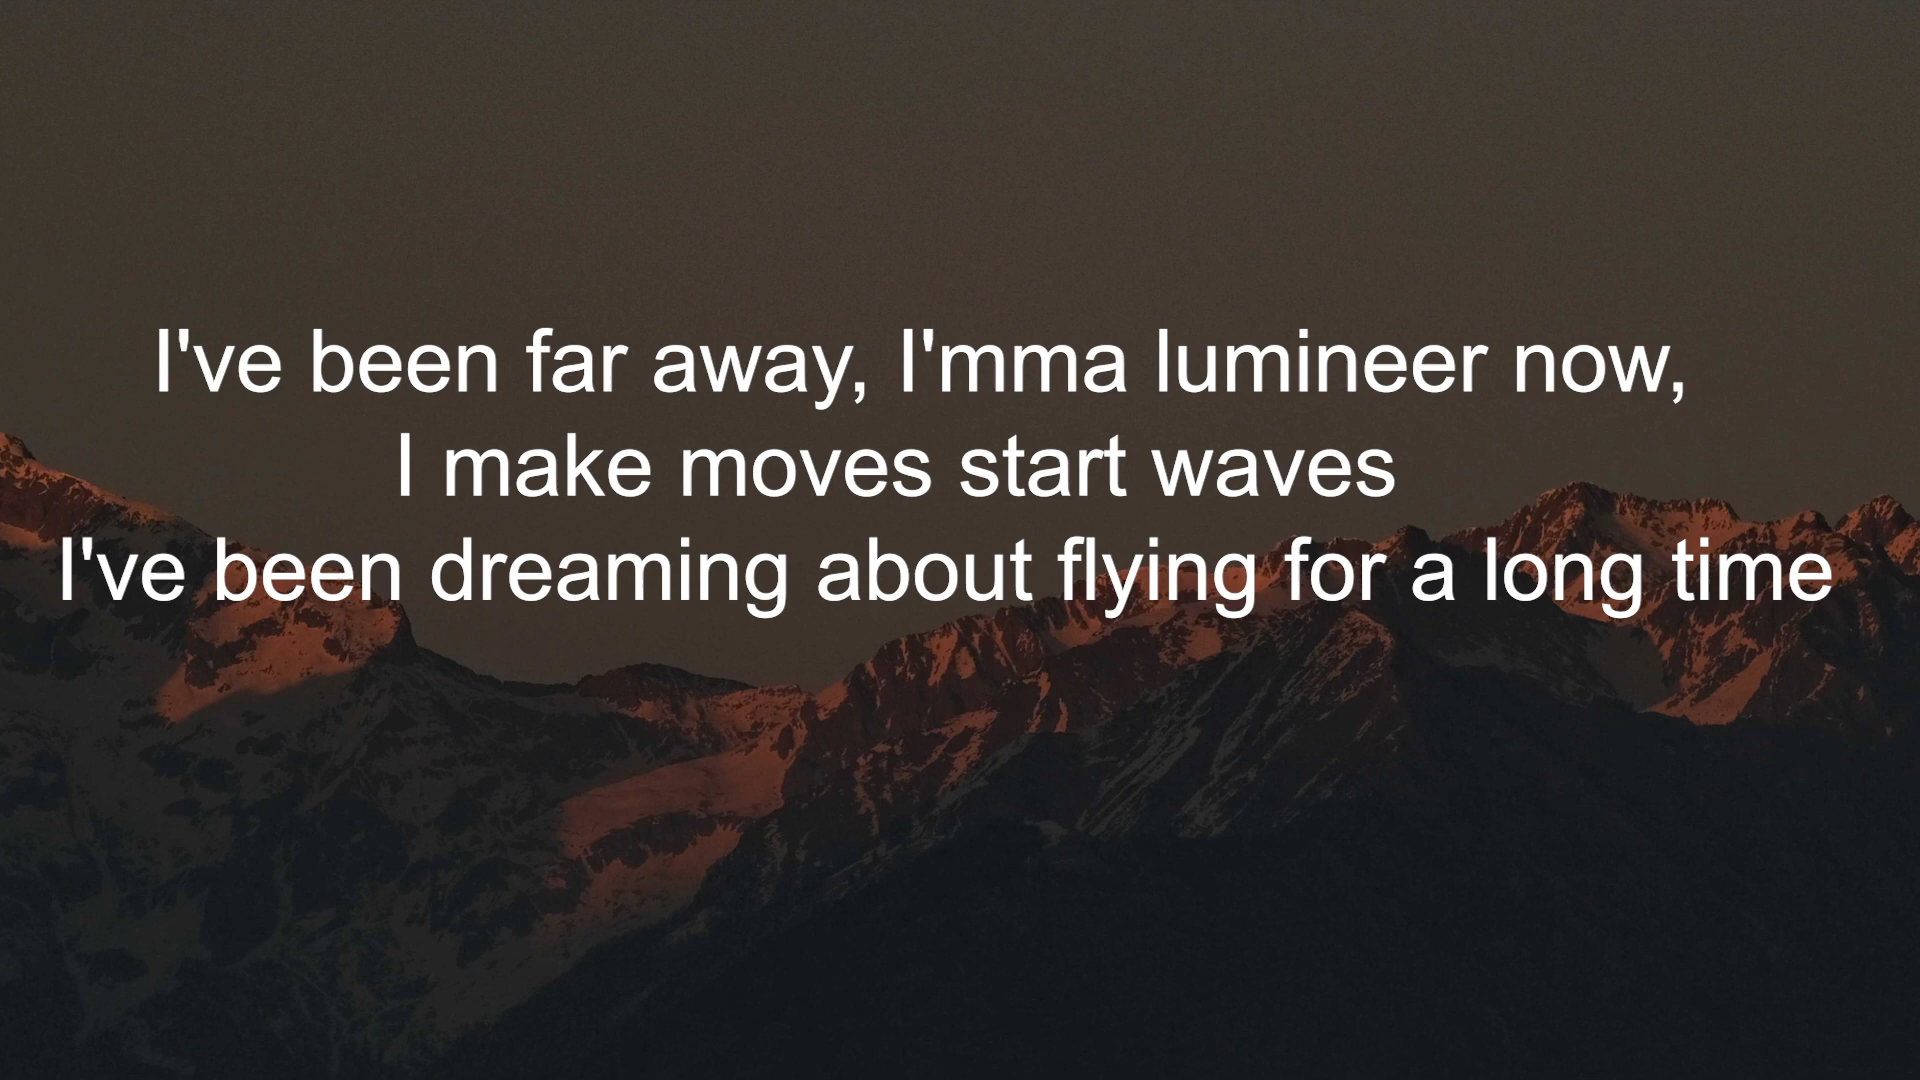 I've been far away, I'mma lumineer now,
I make moves start waves
I've been dreaming about flying for a long time